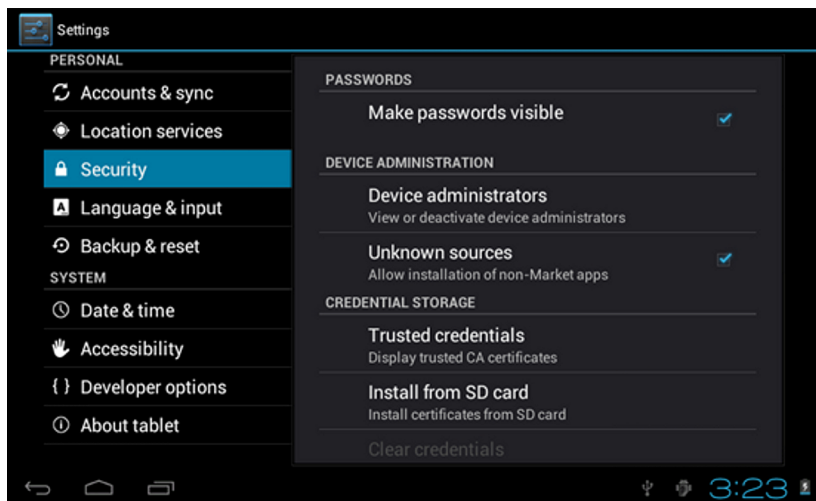 Settings
PERSONAL
Accounts & sync
Location services
Security
Language & input
Backup & reset
SYSTEM
Date & time
Accessibility
{ } Developer options
About tablet
PASSWORDS
Make passwords visible
DEVICE ADMINISTRATION
Device administrators
View or deactivate device administrators
Unknown sources
Allow installation of non-Market apps
CREDENTIAL STORAGE
Trusted credentials
Display trusted CA certificates
Install from SD card
Install certificates from SD card
Clear credentials
3:23